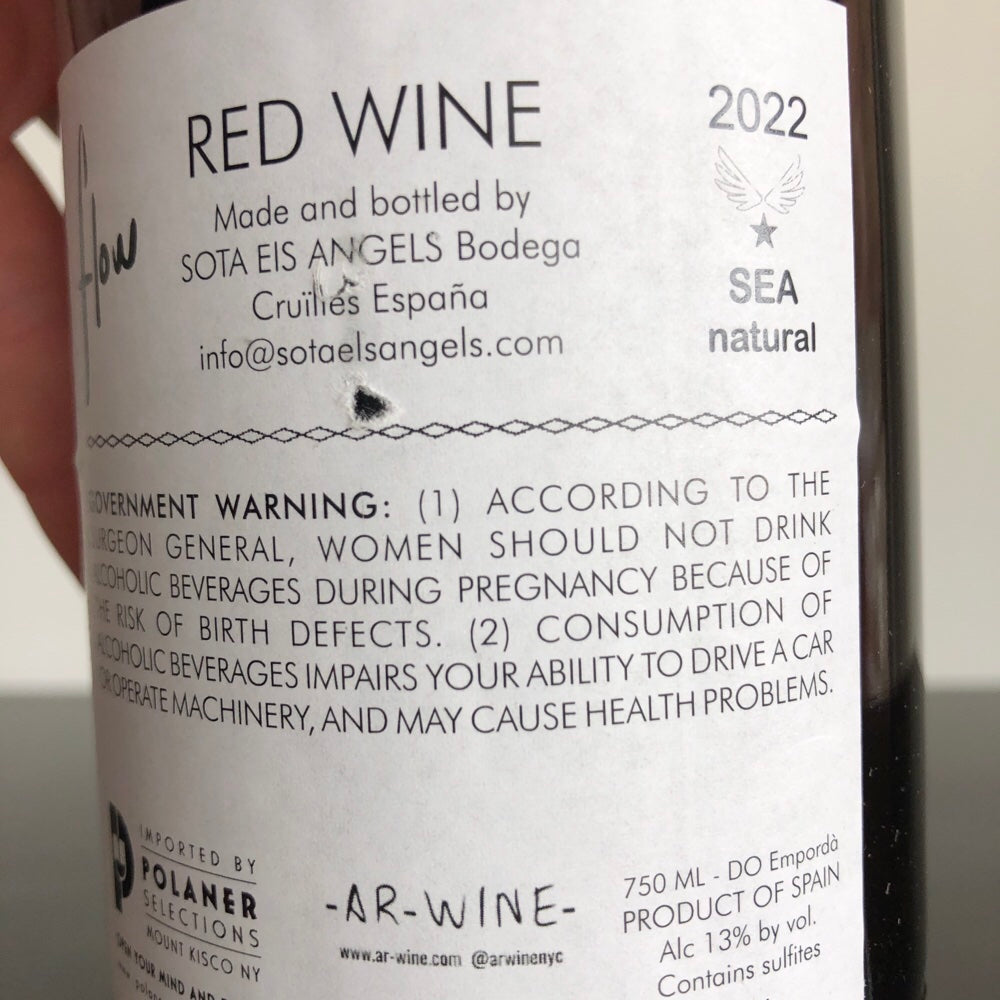 flow
RED WINE
Made and bottled by
SOTA EIS ANGELS Bodega
Cruïlles España
info@sotaelsangels.com
2022
SEA
natural
GOVERNMENT WARNING: (1) ACCORDING TO THE
SURGEON GENERAL, WOMEN SHOULD NOT DRINK
ALCOHOLIC BEVERAGES DURING PREGNANCY BECAUSE OF
THE RISK OF BIRTH DEFECTS. (2) CONSUMPTION OF
ALCOHOLIC BEVERAGES IMPAIRS YOUR ABILITY TO DRIVE A CAR
OR OPERATE MACHINERY, AND MAY CAUSE HEALTH PROBLEMS.
IMPORTED BY
POLANER
SELECTIONS
MOUNT KISCO NY
OPEN YOUR MIND AND
-AR-WINE-
www.ar-wine.com @arwinenyc
750 ML - DO Empordà
PRODUCT OF SPAIN
Alc 13% by vol.
Contains sulfites